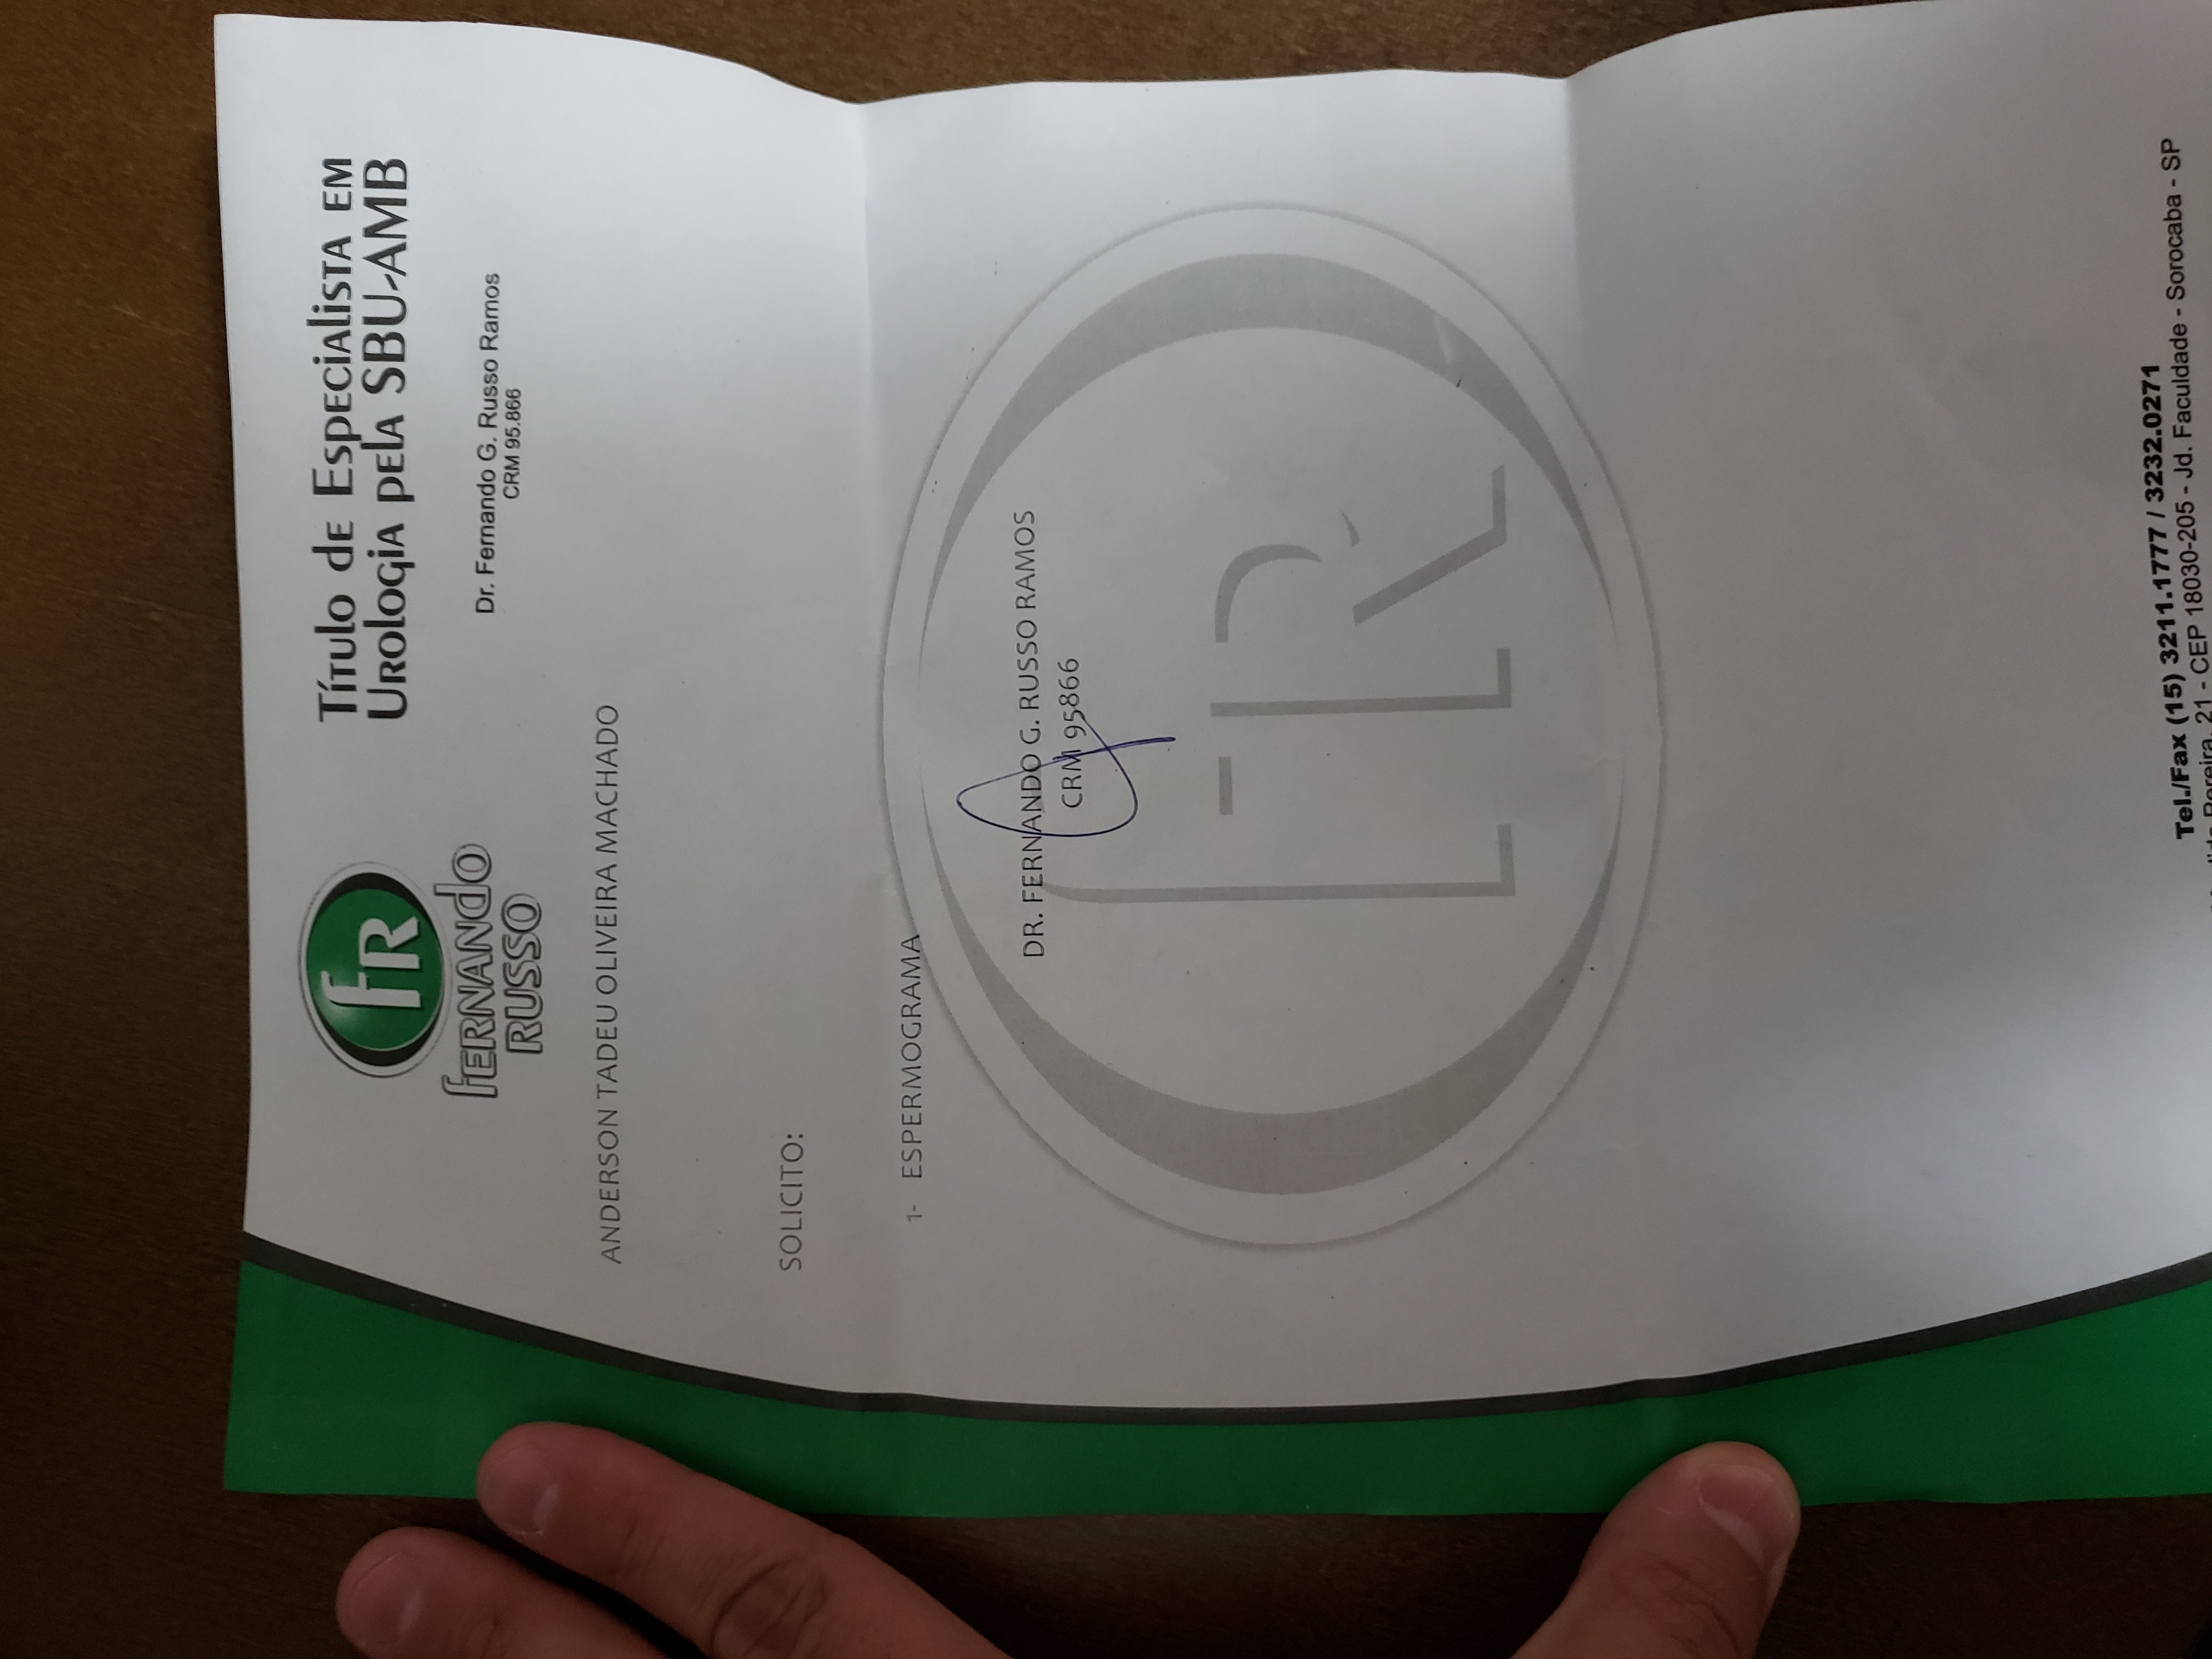 fR
fernando
RUSSO
Título de Especialista em
Urologia pela SBU-AMB
Dr. Fernando G. Russo Ramos
CRM 95.866
ANDERSON TADEU OLIVEIRA MACHADO
SOLICITO:
1- ESPERMOGRAMA
DR. FERNANDO G. RUSSO RAMOS
CRM 95866
fR
Tel./Fax (15) 3211.1777 / 3232.0271
Pereira, 21 - CEP 18030-205 - Jd. Faculdade - Sorocaba - SP